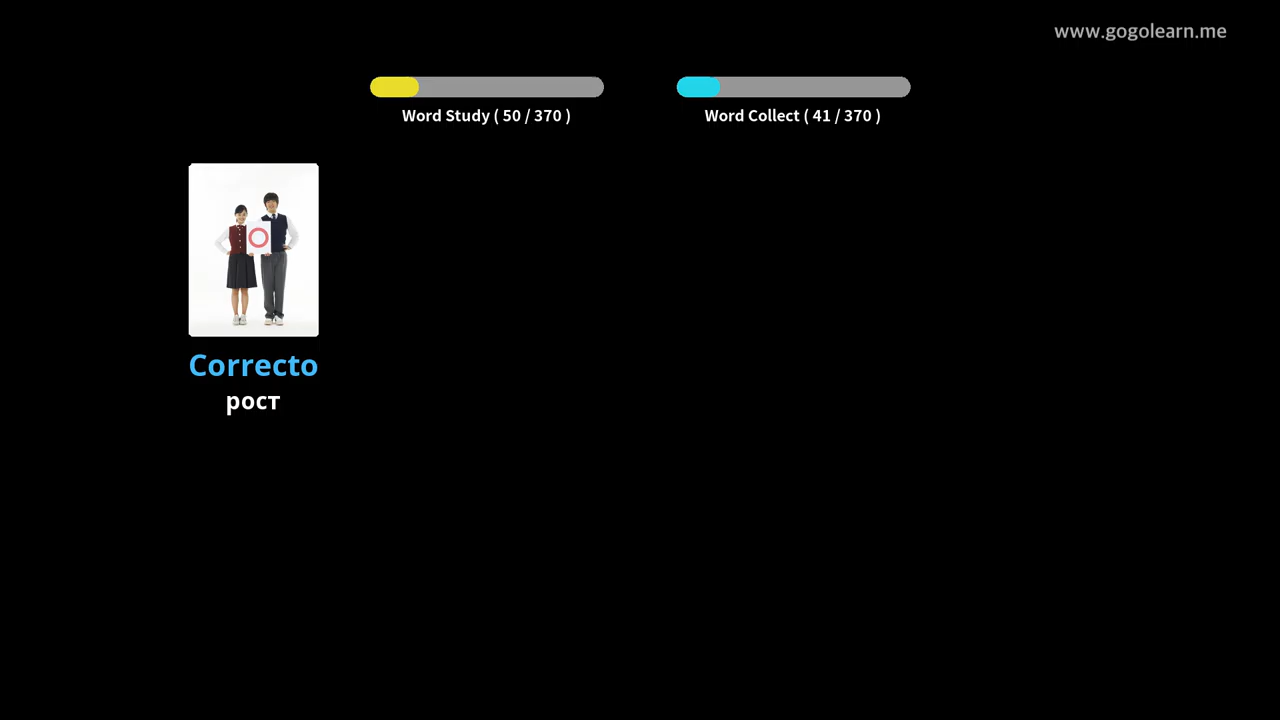 www.gogolearn.me
Word Study ( 50 / 370 )
Word Collect ( 41 / 370 )
Correcto
рост